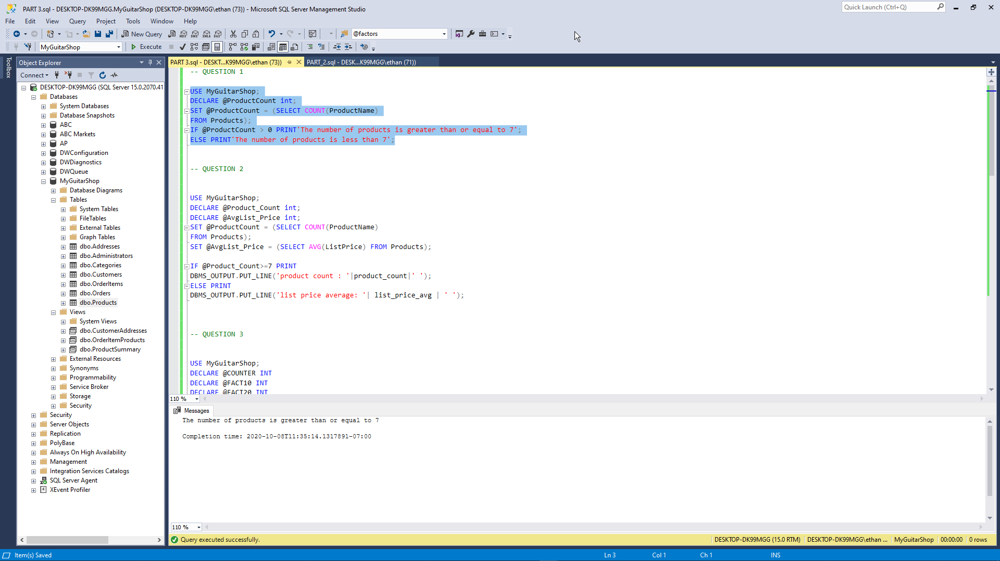 PART 3.sql - DESKTOP-DK99MGG.MyGuitarShop (DESKTOP-DK99MGG\ethan (73)) - Microsoft SQL Server Management Studio
Quick Launch (Ctrl+Q)
File Edit View Query Project Tools Window Help
New Query MDX DMX XMLA DAX @factors
MyGuitarShop Execute
Toolbox
Object Explorer
Connect
DESKTOP-DK99MGG (SQL Server 15.0.2070.41
Databases
System Databases
Database Snapshots
ABC
ABC Markets
AP
DWConfiguration
DWDiagnostics
DWQueue
MyGuitarShop
Database Diagrams
Tables
System Tables
FileTables
External Tables
Graph Tables
dbo.Addresses
dbo.Administrators
dbo.Categories
dbo.Customers
dbo.OrderItems
dbo.Orders
dbo.Products
Views
System Views
dbo.CustomerAddresses
dbo.OrderItemProducts
dbo.ProductSummary
External Resources
Synonyms
Programmability
Service Broker
Storage
Security
Security
Server Objects
Replication
PolyBase
Always On High Availability
Management
Integration Services Catalogs
SQL Server Agent
XEvent Profiler
PART 3.sql - DESKT...K99MGG\ethan (73)) PART_2.sql - DESK...K99MGG\ethan (71))
-- QUESTION 1
USE MyGuitarShop;
DECLARE @ProductCount int;
SET @ProductCount = (SELECT COUNT(ProductName)
FROM Products);
IF @ProductCount > 0 PRINT'The number of products is greater than or equal to 7';
ELSE PRINT'The number of products is less than 7';
-- QUESTION 2
USE MyGuitarShop;
DECLARE @Product_Count int;
DECLARE @AvgList_Price int;
SET @ProductCount = (SELECT COUNT(ProductName)
FROM Products);
SET @AvgList_Price = (SELECT AVG(ListPrice) FROM Products);
IF @Product_Count>=7 PRINT
DBMS_OUTPUT.PUT_LINE('product count : '|product_count|' ');
ELSE PRINT
DBMS_OUTPUT.PUT_LINE('list price average: '| list_price_avg | ' ');
-- QUESTION 3
USE MyGuitarShop;
DECLARE @COUNTER INT
DECLARE @FACT10 INT
DECLARE @FACT20 INT
110 %
Messages
The number of products is greater than or equal to 7
Completion time: 2020-10-08T11:35:14.1317891-07:00
110 %
Query executed successfully. DESKTOP-DK99MGG (15.0 RTM) DESKTOP-DK99MGG\ethan ... MyGuitarShop 00:00:00 0 rows
Item(s) Saved Ln 3 Col 1 Ch 1 INS